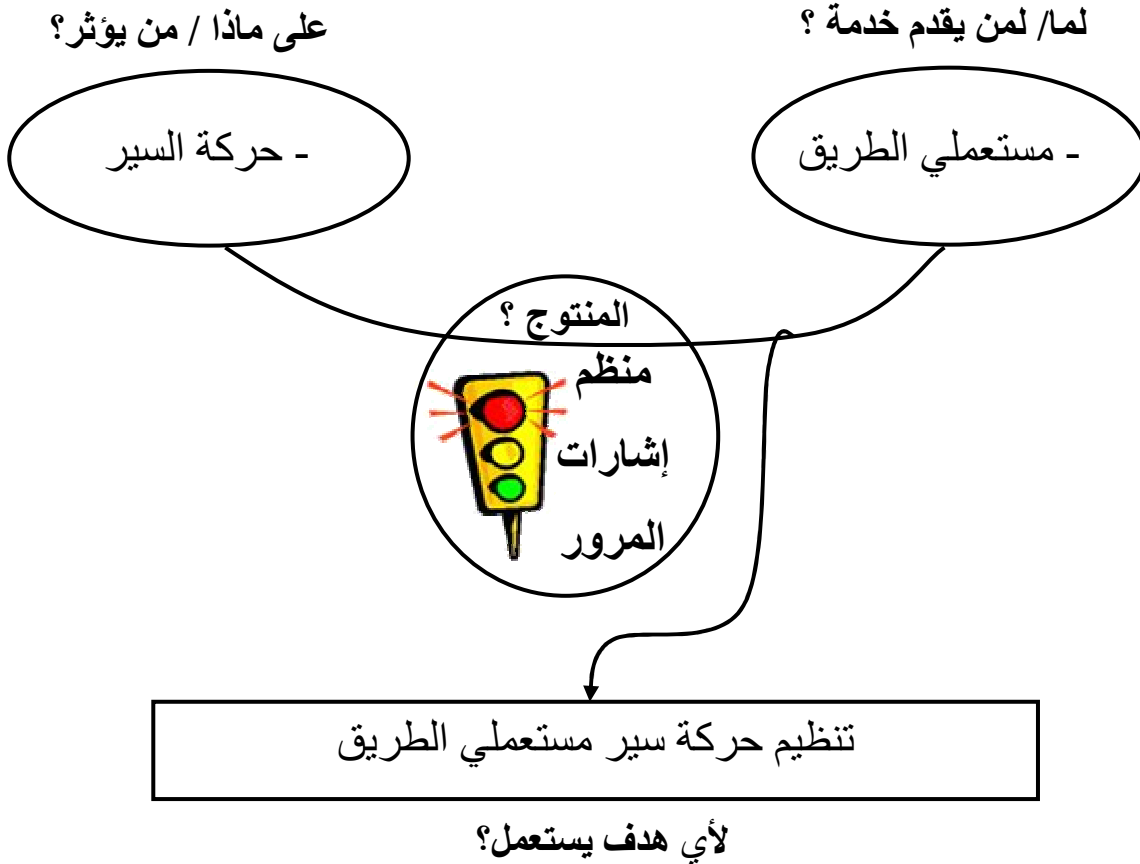 لما/ لمن يقدم خدمة ؟
على ماذا / من يؤثر؟
- مستعملي الطريق
- حركة السير
المنتوج ؟
منظم
إشارات
المرور
تنظيم حركة سير مستعملي الطريق
لأي هدف يستعمل؟